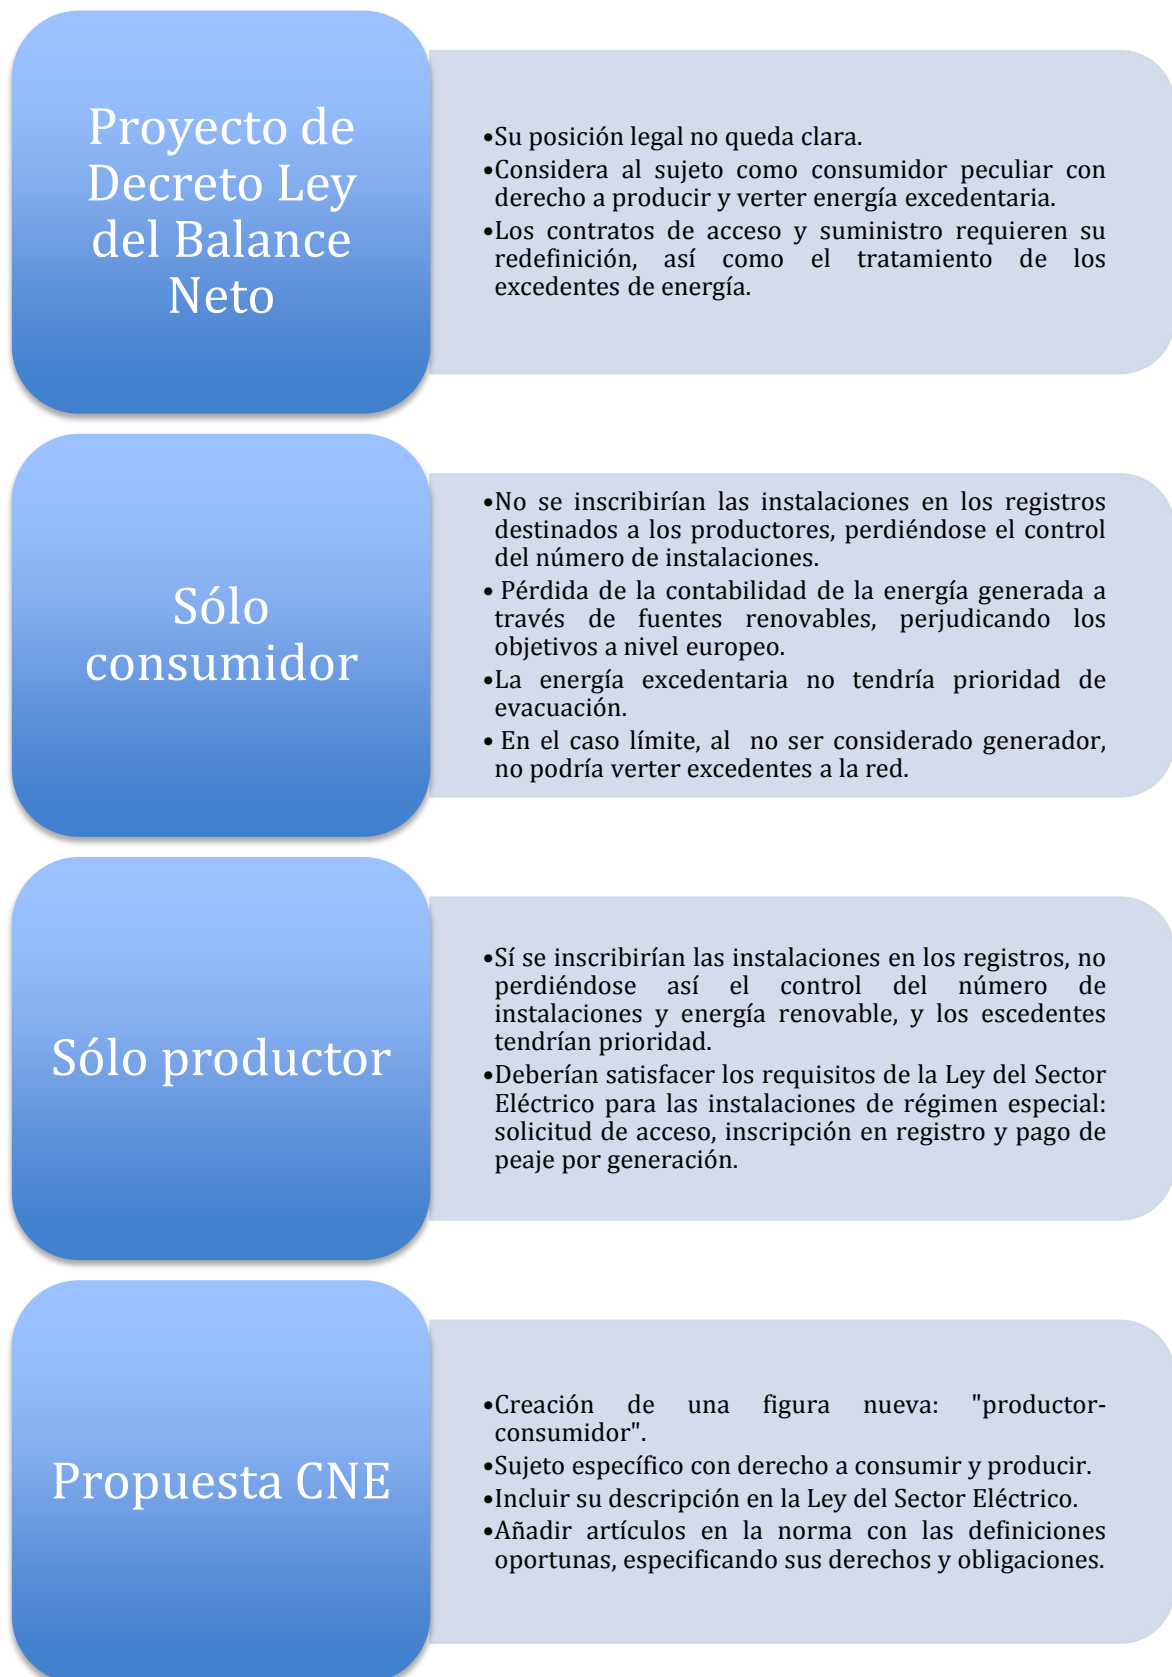 Proyecto de
Decreto Ley
del Balance
Neto
•Su posición legal no queda clara.
•Considera al sujeto como consumidor peculiar con
derecho a producir y verter energía excedentaria.
•Los contratos de acceso y suministro requieren su
redefinición, así como el tratamiento de los
excedentes de energía.
Sólo
consumidor
•No se inscribirían las instalaciones en los registros
destinados a los productores, perdiéndose el control
del número de instalaciones.
• Pérdida de la contabilidad de la energía generada a
través de fuentes renovables, perjudicando los
objetivos a nivel europeo.
•La energía excedentaria no tendría prioridad de
evacuación.
• En el caso límite, al no ser considerado generador,
no podría verter excedentes a la red.
Sólo productor
•Sí se inscribirían las instalaciones en los registros, no
perdiéndose así el control del número de
instalaciones y energía renovable, y los escedentes
tendrían prioridad.
•Deberían satisfacer los requisitos de la Ley del Sector
Eléctrico para las instalaciones de régimen especial:
solicitud de acceso, inscripción en registro y pago de
peaje por generación.
Propuesta CNE
•Creación de una figura nueva: "productor-
consumidor".
•Sujeto específico con derecho a consumir y producir.
•Incluir su descripción en la Ley del Sector Eléctrico.
•Añadir artículos en la norma con las definiciones
oportunas, especificando sus derechos y obligaciones.